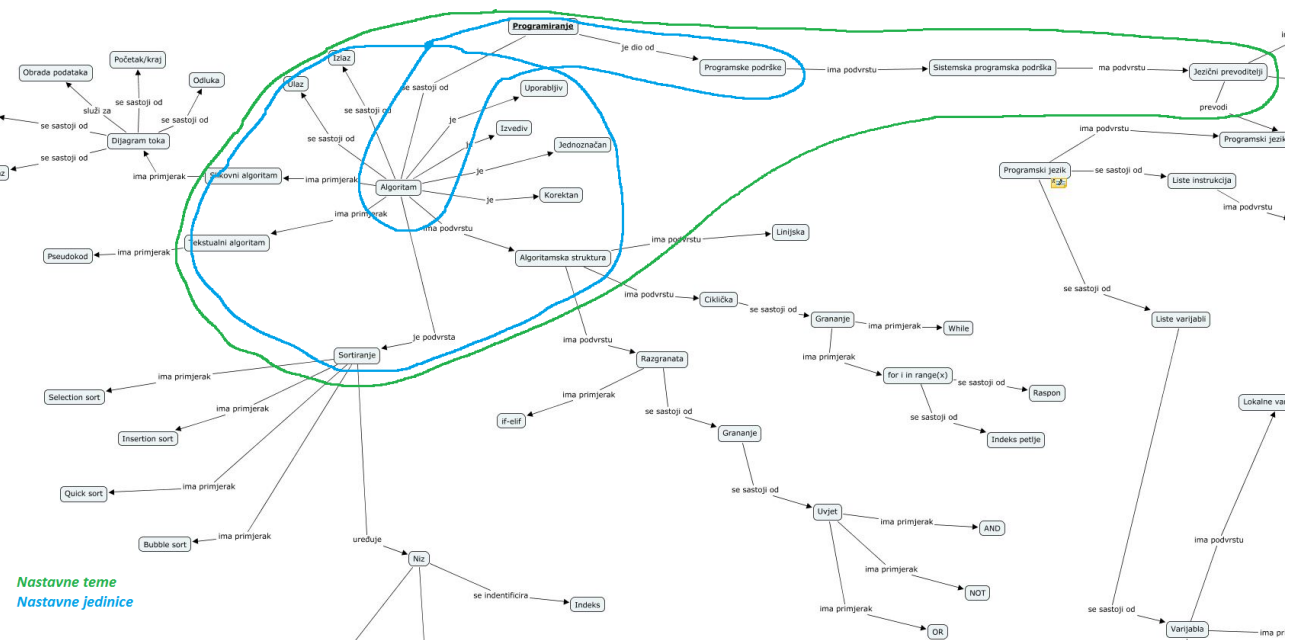 Programiranje
je dio od
Programske podrške
ima podvrstu
Sistemska programska podrška
ma podvrstu
Jezični prevoditelji
prevodi
Programski jezik
Obrada podataka
Početak/kraj
Odluka
služi za
se sastoji od
se sastoji od
se sastoji od
se sastoji od
Dijagram toka
ima primjerak
Slikovni algoritam
ima primjerak
Izlaz
Ulaz
se sastoji od
se sastoji od
se sastoji od
Uporabljiv
je
Izvediv
je
Jednoznačan
je
Korektan
je
Algoritam
ima primjerak
Tekstualni algoritam
ima primjerak
Pseudokod
ima podvrstu
Algoritamska struktura
ima podvrstu
Linijska
ima podvrstu
Programski jezik
se sastoji od
Liste instrukcija
ima podvrstu
ima podvrstu
Ciklička
se sastoji od
Grananje
ima primjerak
While
ima primjerak
for i in range(x)
se sastoji od
Raspon
se sastoji od
Indeks petlje
se sastoji od
Liste varijabli
je podvrsta
Sortiranje
ima primjerak
Selection sort
ima primjerak
Insertion sort
ima primjerak
Quick sort
ima primjerak
Bubble sort
uređuje
Niz
se indentificira
Indeks
ima podvrstu
Razgranata
ima primjerak
if-elif
se sastoji od
Grananje
se sastoji od
Uvjet
ima primjerak
AND
ima primjerak
NOT
ima primjerak
OR
Lokalne
ima podvrstu
se sastoji od
Varijabla
ima
Nastavne teme
Nastavne jedinice